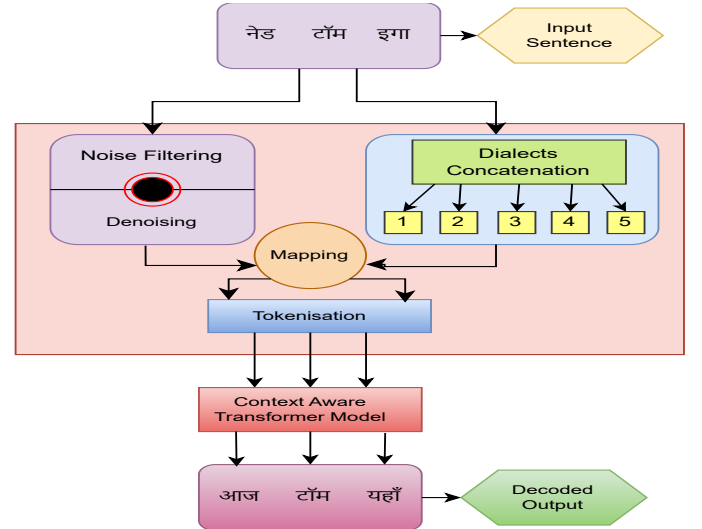 नेड टॉम इगा
Input
Sentence
Noise Filtering
Denoising
Dialects
Concatenation
1 2 3 4 5
Mapping
Tokenisation
Context Aware
Transformer Model
आज टॉम यहाँ
Decoded
Output